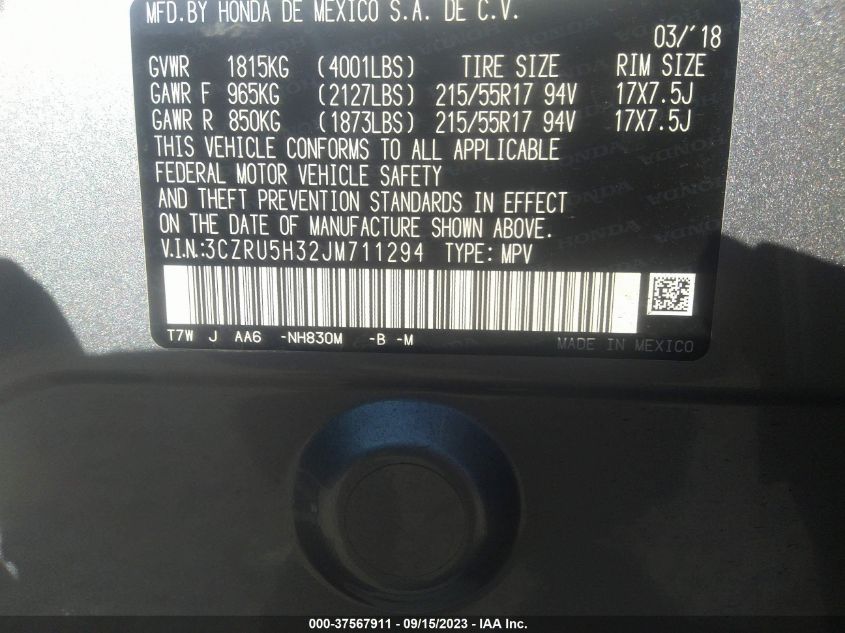 MFD.BY HONDA DE MEXICO S.A. DE C.V.
03/'18
GVWR 1815KG (4001LBS) TIRE SIZE RIM SIZE
GAWR F 965KG (2127LBS) 215/55R17 94V 17X7.5J
GAWR R 850KG (1873LBS) 215/55R17 94V 17X7.5J
THIS VEHICLE CONFORMS TO ALL APPLICABLE
FEDERAL MOTOR VEHICLE SAFETY
AND THEFT PREVENTION STANDARDS IN EFFECT
ON THE DATE OF MANUFACTURE SHOWN ABOVE.
V.I.N.:3CZRU5H32JM711294 TYPE: MPV
T7W J AA6 -NH830M -B -M
MADE IN MEXICO
000-37567911 - 09/15/2023 - IAA Inc.